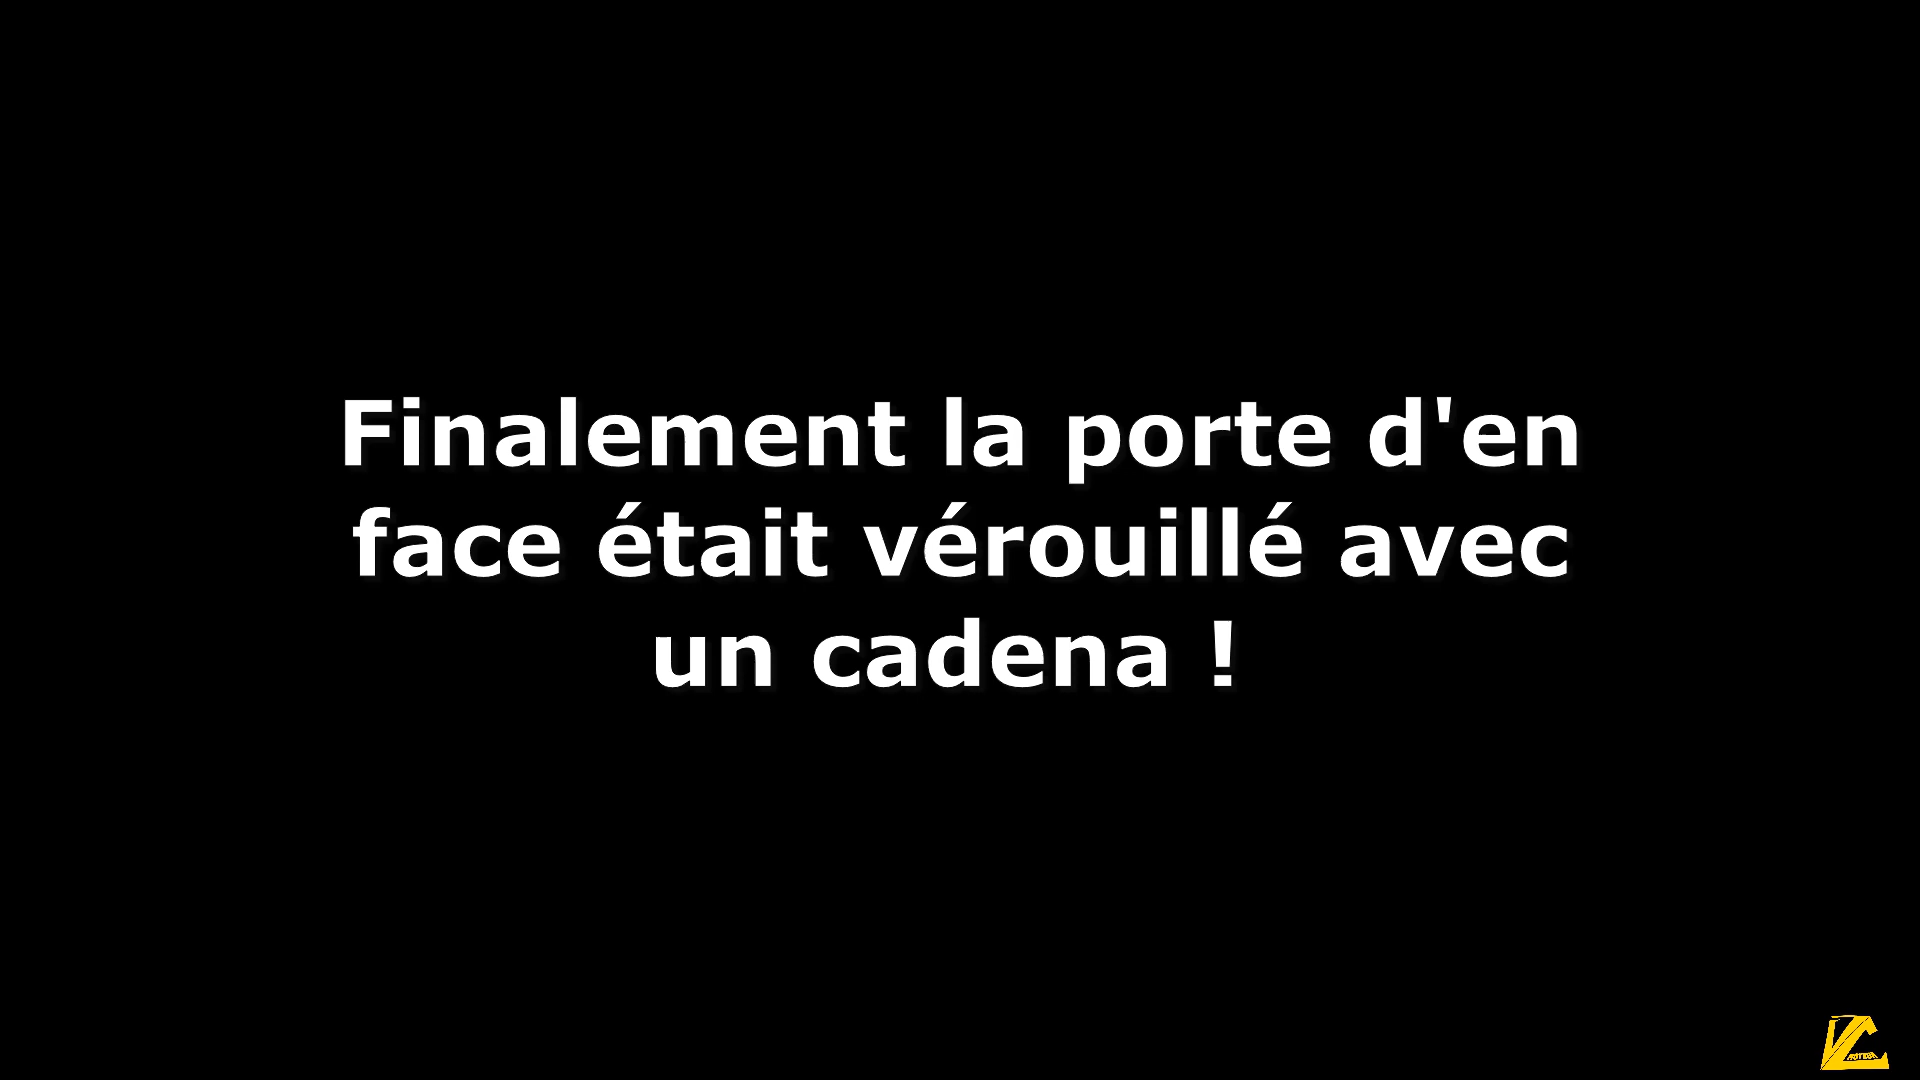 Finalement la porte d'en
face était vérouillé avec
un cadena !